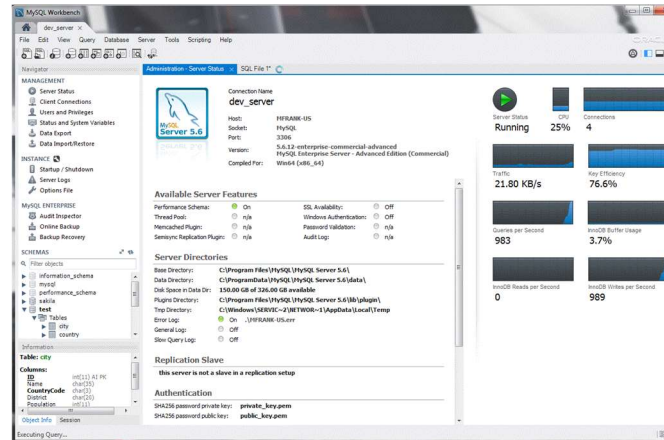 MySQL Workbench
dev_server ×
File Edit View Query Database Server Tools Scripting Help
Navigator
MANAGEMENT
Server Status
Client Connections
Users and Privileges
Status and System Variables
Data Export
Data Import/Restore
INSTANCE
Startup / Shutdown
Server Logs
Options File
MySQL ENTERPRISE
Audit Inspector
Online Backup
Backup Recovery
SCHEMAS
Filter objects
information_schema
mysql
performance_schema
sakila
test
Tables
city
country
Information
Table: city
Columns:
ID int(11) AI PK
Name char(35)
CountryCode char(3)
District char(20)
Population int(11)
Object Info Session
Executing Query...
Administration - Server Status × SQL File 1*
MySQL
Server 5.6
Connection Name
dev_server
Host: MFRANK-US
Socket: MySQL
Port: 3306
Version: 5.6.12-enterprise-commercial-advanced
MySQL Enterprise Server - Advanced Edition (Commercial)
Compiled For: Win64 (x86_64)
Available Server Features
Performance Schema: On SSL Availability: Off
Thread Pool: n/a Windows Authentication: Off
Memcached Plugin: n/a Password Validation: n/a
Semisync Replication Plugin: n/a Audit Log: n/a
Server Directories
Base Directory: C:\Program Files\MySQL\MySQL Server 5.6\
Data Directory: C:\ProgramData\MySQL\MySQL Server 5.6\data\
Disk Space in Data Dir: 150.00 GB of 326.00 GB available
Plugins Directory: C:\Program Files\MySQL\MySQL Server 5.6\lib\plugin\
Tmp Directory: C:\Windows\SERVIC~2\NETWOR~1\AppData\Local\Temp
Error Log: On .\MFRANK-US.err
General Log: Off
Slow Query Log: Off
Replication Slave
this server is not a slave in a replication setup
Authentication
SHA256 password private key: private_key.pem
SHA256 password public key: public_key.pem
Server Status
Running
CPU
25%
Connections
4
Traffic
21.80 KB/s
Key Efficiency
76.6%
Queries per Second
983
InnoDB Buffer Usage
3.7%
InnoDB Reads per Second
0
InnoDB Writes per Second
989